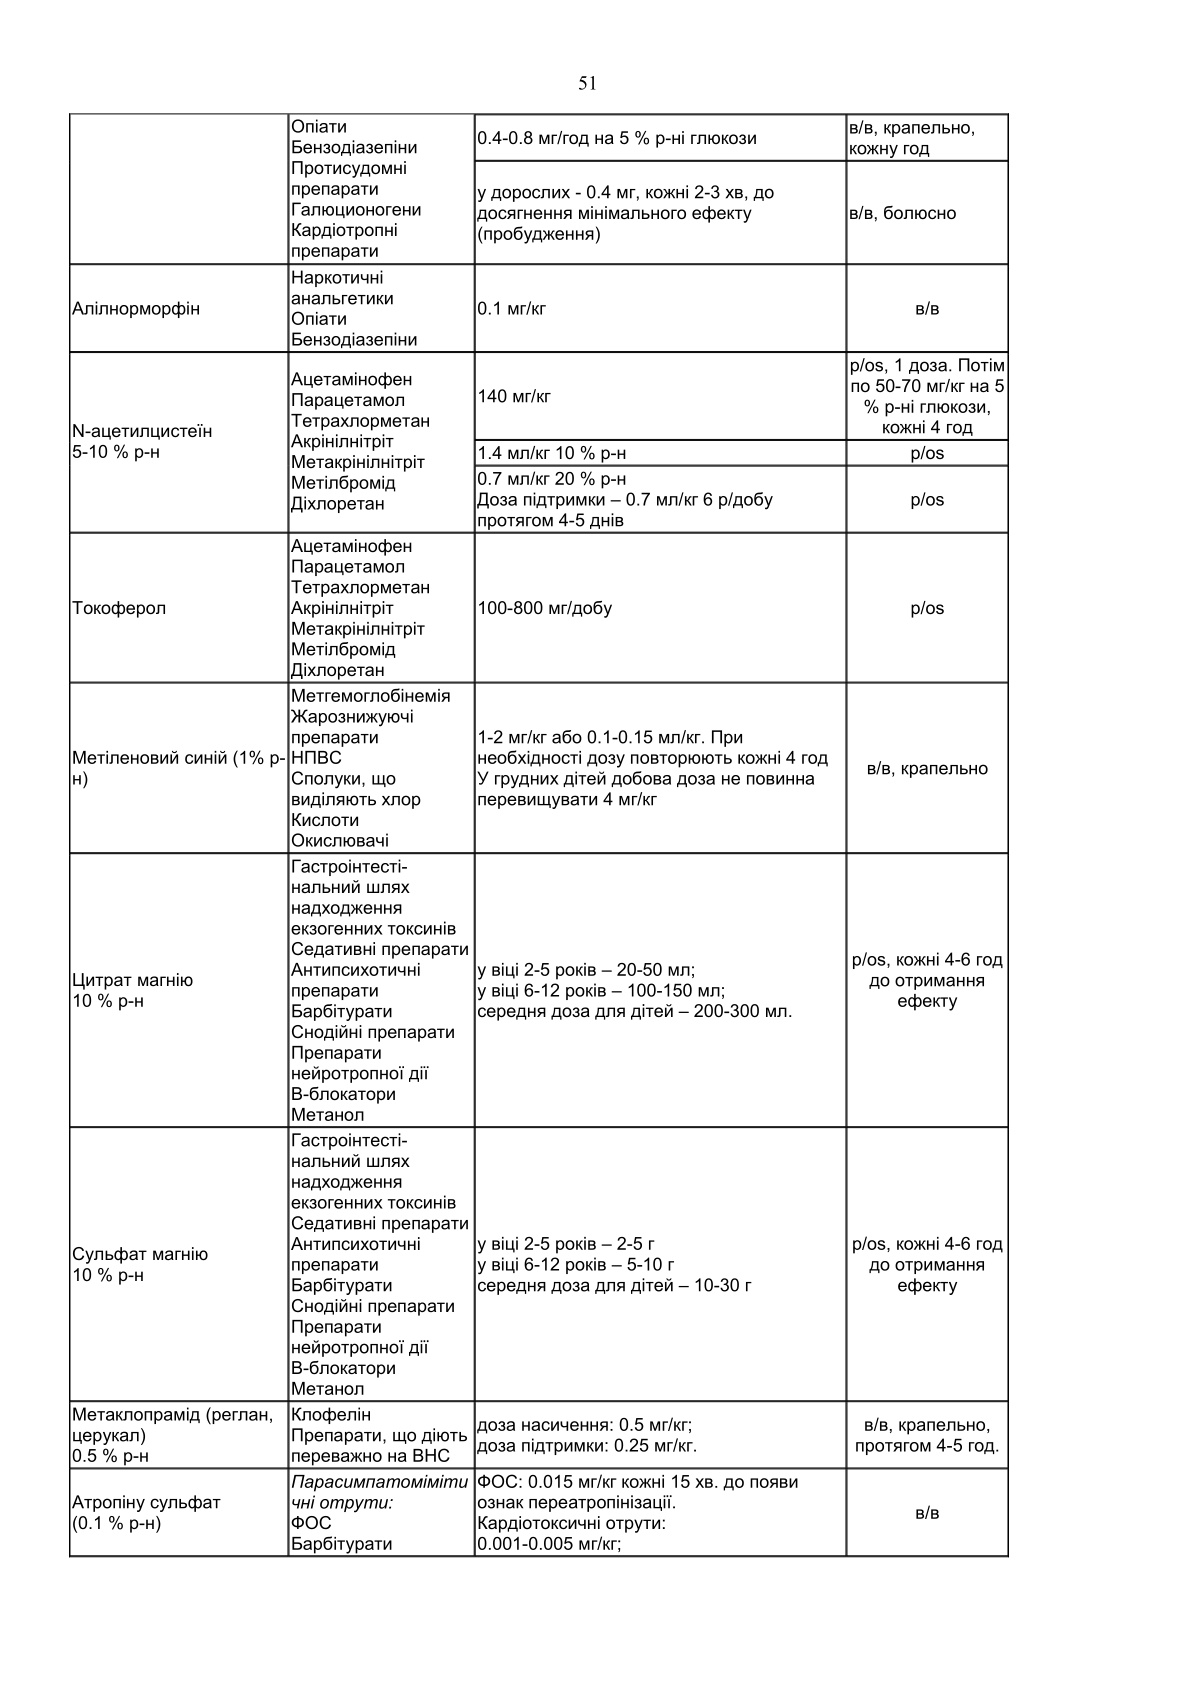 51
Опіати
Бензодіазепіни
Протисудомні
препарати
Галюционогени
Кардіотропні
препарати
0.4-0.8 мг/год на 5 % р-ні глюкози
в/в, крапельно,
кожну год
у дорослих - 0.4 мг, кожні 2-3 хв, до
досягнення мінімального ефекту
(пробудження)
в/в, болюсно
Алілнорморфін
Наркотичні
анальгетики
Опіати
Бензодіазепіни
0.1 мг/кг
в/в
N-ацетилцистеїн
5-10 % р-н
Ацетамінофен
Парацетамол
Тетрахлорметан
Акрінілнітріт
Метакрінілнітріт
Метілбромід
Діхлоретан
140 мг/кг
p/os, 1 доза. Потім
по 50-70 мг/кг на 5
% р-ні глюкози,
кожні 4 год
1.4 мл/кг 10 % р-н
p/os
0.7 мл/кг 20 % р-н
Доза підтримки – 0.7 мл/кг 6 р/добу
протягом 4-5 днів
p/os
Токоферол
Ацетамінофен
Парацетамол
Тетрахлорметан
Акрінілнітріт
Метакрінілнітріт
Метілбромід
Діхлоретан
100-800 мг/добу
p/os
Метіленовий синій (1% р-
н)
Метгемоглобінемія
Жарознижуючі
препарати
НПВС
Сполуки, що
виділяють хлор
Кислоти
Окислювачі
1-2 мг/кг або 0.1-0.15 мл/кг. При
необхідності дозу повторюють кожні 4 год
У грудних дітей добова доза не повинна
перевищувати 4 мг/кг
в/в, крапельно
Цитрат магнію
10 % р-н
Гастроінтесті-
нальний шлях
надходження
екзогенних токсинів
Седативні препарати
Антипсихотичні
препарати
Барбітурати
Снодійні препарати
Препарати
нейротропної дії
В-блокатори
Метанол
у віці 2-5 років – 20-50 мл;
у віці 6-12 років – 100-150 мл;
середня доза для дітей – 200-300 мл.
p/os, кожні 4-6 год
до отримання
ефекту
Сульфат магнію
10 % р-н
Гастроінтесті-
нальний шлях
надходження
екзогенних токсинів
Седативні препарати
Антипсихотичні
препарати
Барбітурати
Снодійні препарати
Препарати
нейротропної дії
В-блокатори
Метанол
у віці 2-5 років – 2-5 г
у віці 6-12 років – 5-10 г
середня доза для дітей – 10-30 г
p/os, кожні 4-6 год
до отримання
ефекту
Метаклопрамід (реглан,
церукал)
0.5 % р-н
Клофелін
Препарати, що діють
переважно на ВНС
доза насичення: 0.5 мг/кг;
доза підтримки: 0.25 мг/кг.
в/в, крапельно,
протягом 4-5 год.
Атропіну сульфат
(0.1 % р-н)
Парасимпатоміміти
чні отрути:
ФОС
Барбітурати
ФОС: 0.015 мг/кг кожні 15 хв. до появи
ознак переатропінізації.
Кардіотоксичні отрути:
0.001-0.005 мг/кг;
в/в